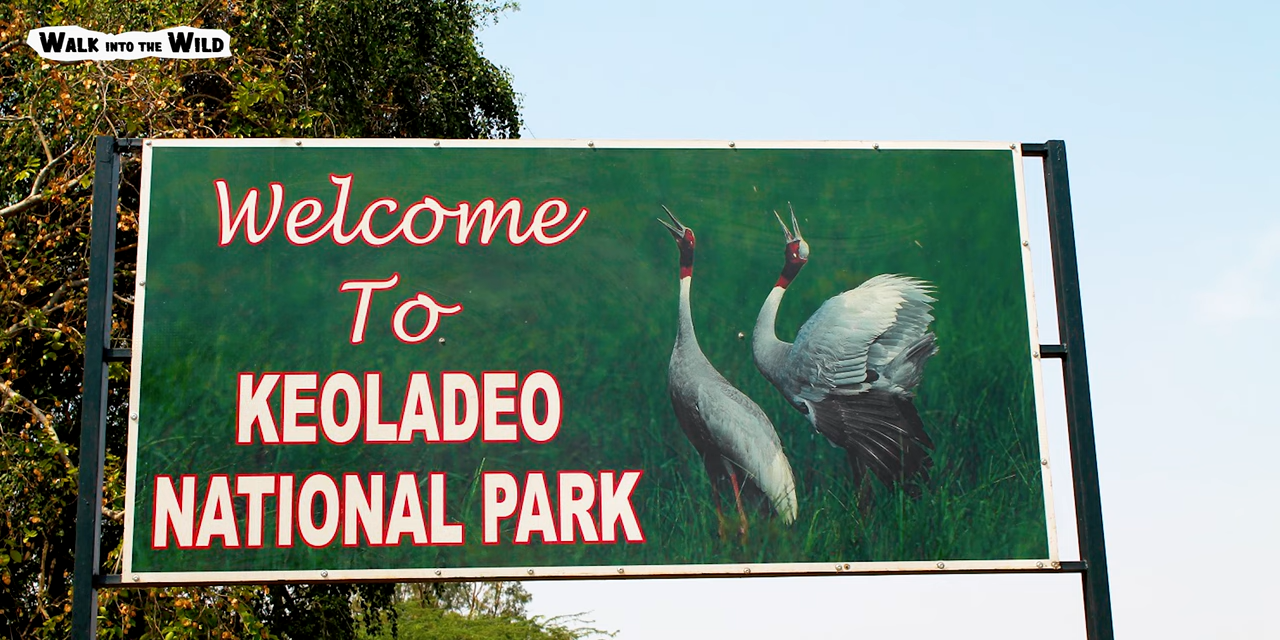 WALK INTO THE WILD
Welcome
To
KEOLADEO
NATIONAL PARK